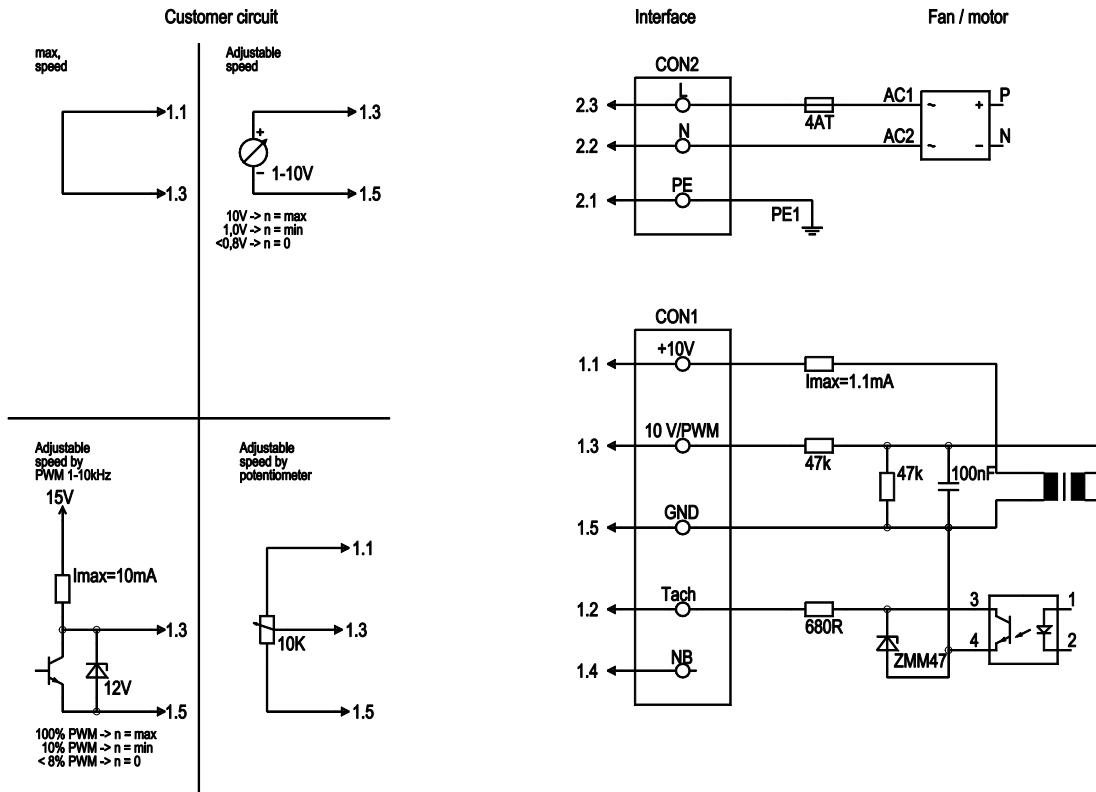 Customer circuit
max,
speed
1.1
1.3
Adjustable
speed
1.3
+
−
1-10V
1.5
10V -> n = max
1,0V -> n = min
<0,8V -> n = 0
Adjustable
speed by
PWM 1-10kHz
15V
Imax=10mA
1.3
12V
1.5
100% PWM -> n = max
10% PWM -> n = min
< 8% PWM -> n = 0
Adjustable
speed by
potentiometer
1.1
1.3
10K
1.5
Interface
Fan / motor
CON2
2.3
L
4AT
AC1
~
+
P
2.2
N
AC2
~
−
N
2.1
PE
PE1
CON1
1.1
+10V
Imax=1.1mA
1.3
10 V/PWM
47k
47k
100nF
1.5
GND
1.2
Tach
680R
3
1
4
2
ZMM47
1.4
NB